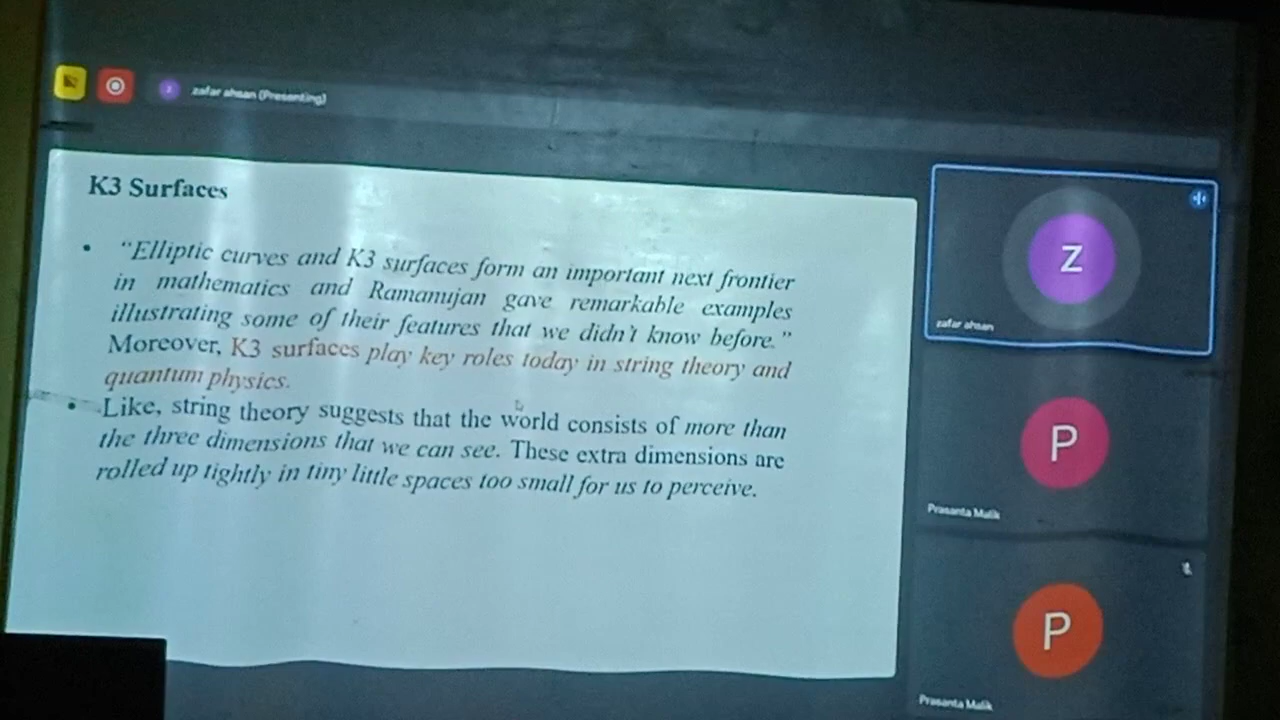 zafar ahsan (Presenting)
K3 Surfaces
• “Elliptic curves and K3 surfaces form an important next frontier
in mathematics and Ramanujan gave remarkable examples
illustrating some of their features that we didn't know before.”
Moreover, K3 surfaces play key roles today in string theory and
quantum physics.
• Like, string theory suggests that the world consists of more than
the three dimensions that we can see. These extra dimensions are
rolled up tightly in tiny little spaces too small for us to perceive.
Z
zafar ahsan
P
Prasanta Malik
P
Prasanta Malik